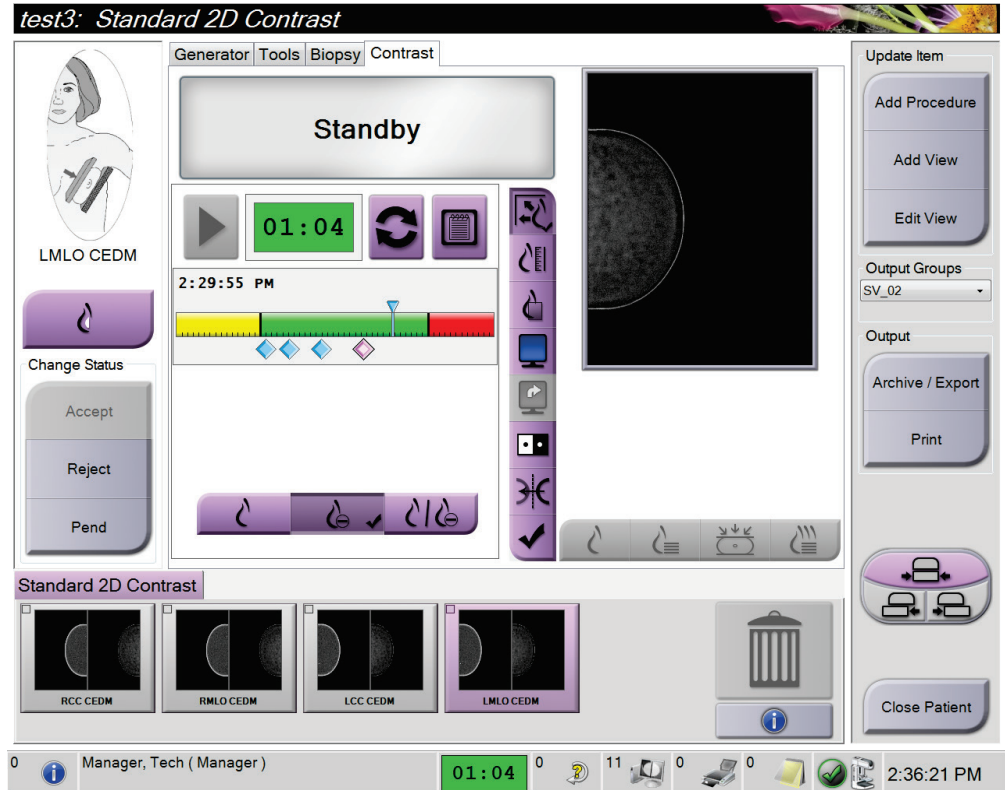 test3:  Standard 2D Contrast
Generator Tools Biopsy Contrast
Standby
LMLO CEDM
01:04
2:29:55 PM
Change Status
Accept
Reject
Pend
Update Item
Add Procedure
Add View
Edit View
Output Groups
SV_02
Output
Archive / Export
Print
Standard 2D Contrast
RCC CEDM
RMLO CEDM
LCC CEDM
LMLO CEDM
Close Patient
0
Manager, Tech ( Manager )
01:04
0
11
0
0
2:36:21 PM